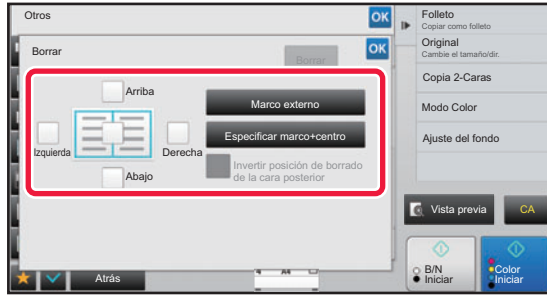 Otros
OK
Borrar
Borrar
OK
Arriba
Izquierda
Derecha
Abajo
Marco externo
Especificar marco+centro
Invertir posición de borrado
de la cara posterior
Atrás
A4
Folleto
Copiar como folleto
Original
Cambie el tamaño/dir.
Copia 2-Caras
Modo Color
Ajuste del fondo
Vista previa
CA
B/N
Iniciar
Color
Iniciar